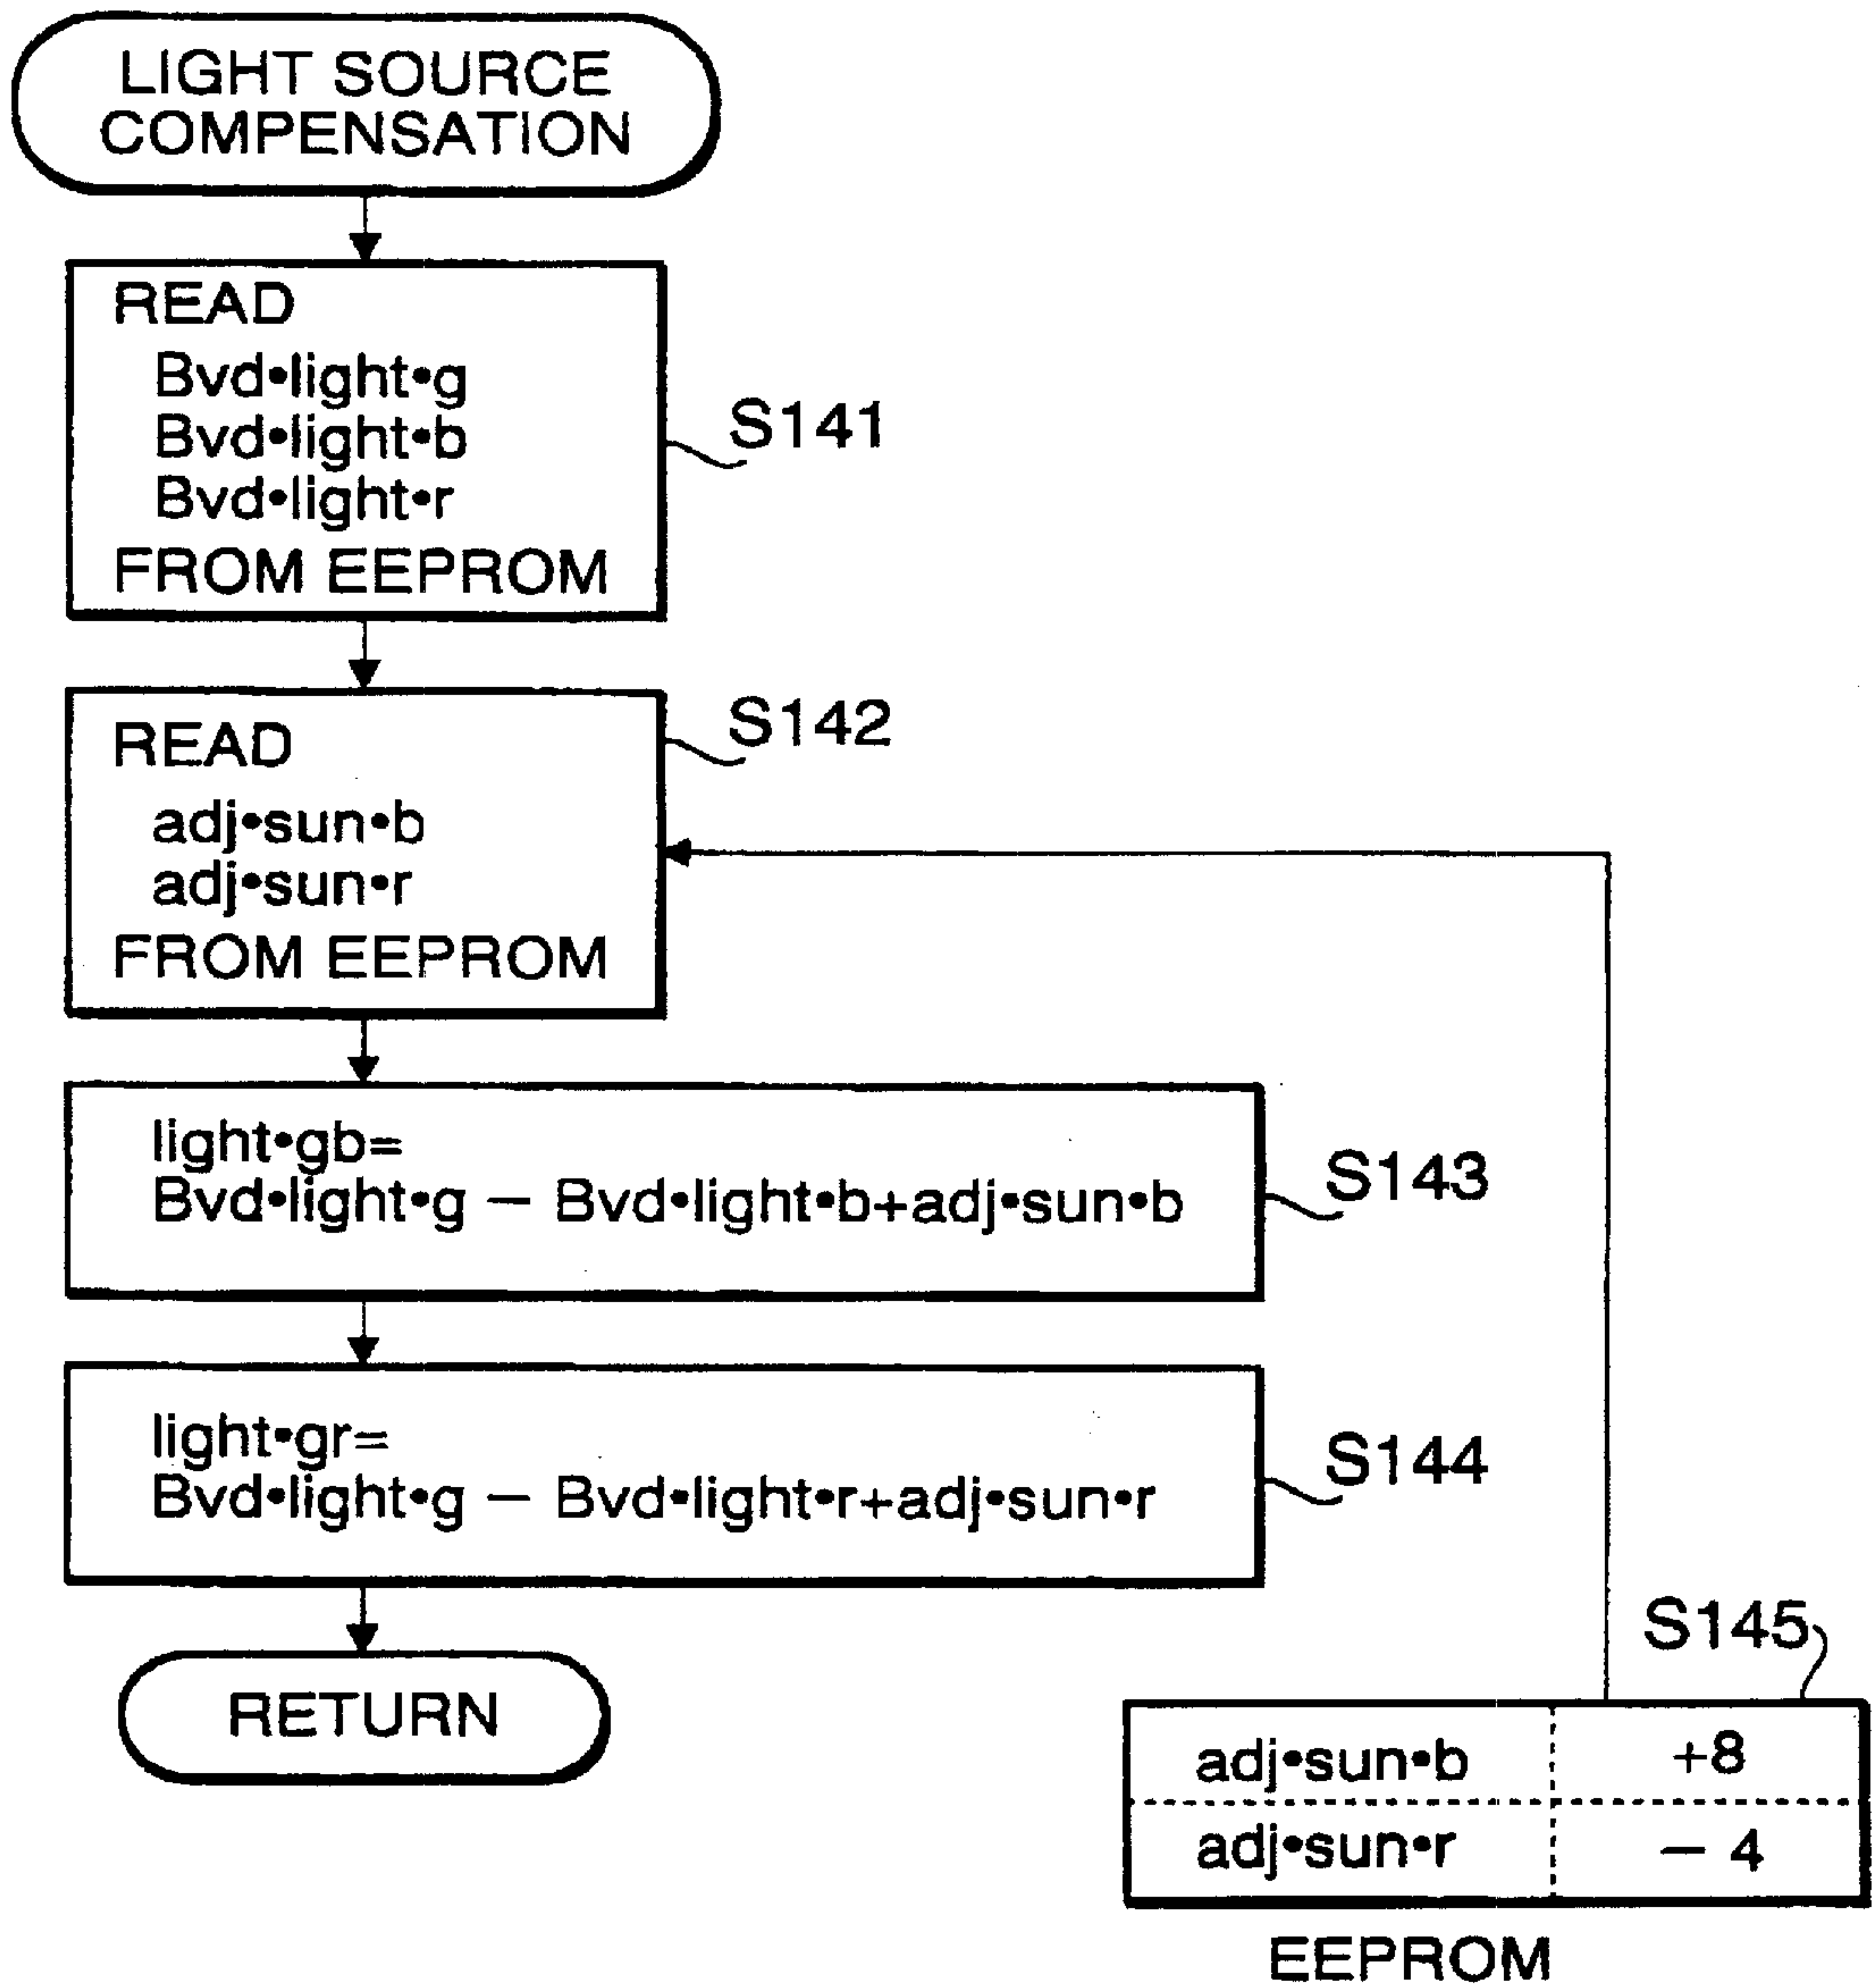 LIGHT SOURCE
COMPENSATION
READ
Bvd•light•g
Bvd•light•b
Bvd•light•r
FROM EEPROM
S141
READ
adj•sun•b
adj•sun•r
FROM EEPROM
S142
light•gb=
Bvd•light•g — Bvd•light•b+adj•sun•b
S143
light•gr=
Bvd•light•g — Bvd•light•r+adj•sun•r
S144
RETURN
S145
adj•sun•b +8
adj•sun•r — 4
EEPROM